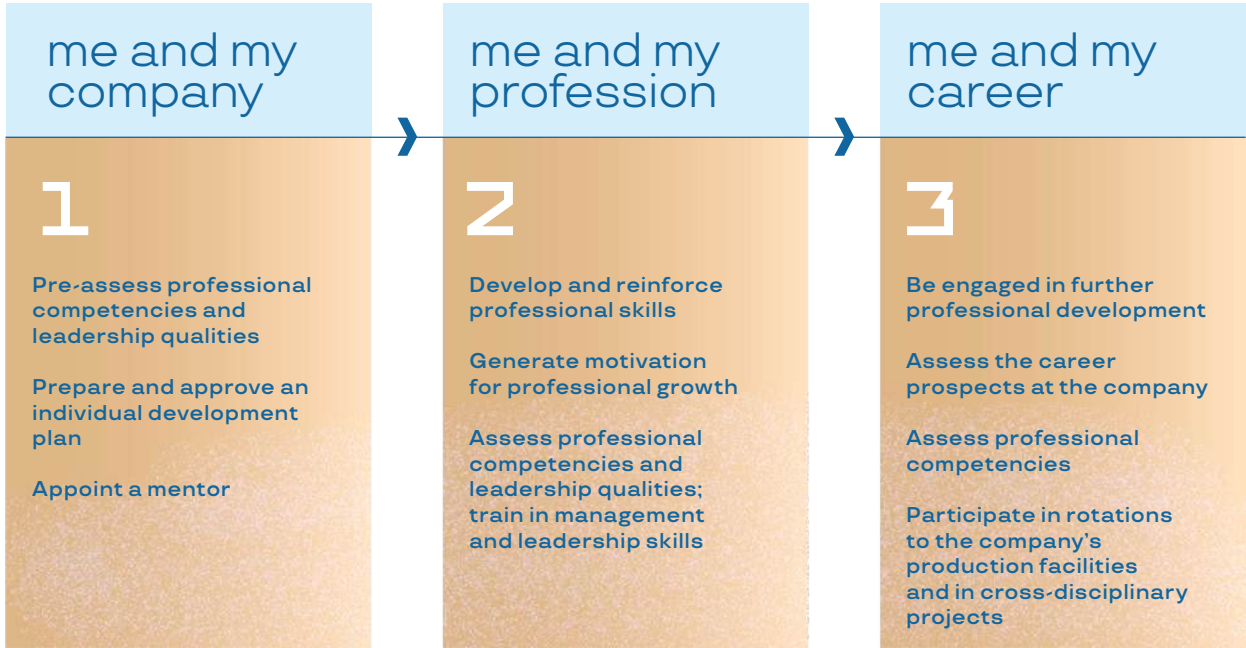 me and my
company
1
Pre-assess professional
competencies and
leadership qualities
Prepare and approve an
individual development
plan
Appoint a mentor
me and my
profession
2
Develop and reinforce
professional skills
Generate motivation
for professional growth
Assess professional
competencies and
leadership qualities;
train in management
and leadership skills
me and my
career
3
Be engaged in further
professional development
Assess the career
prospects at the company
Assess professional
competencies
Participate in rotations
to the company's
production facilities
and in cross-disciplinary
projects